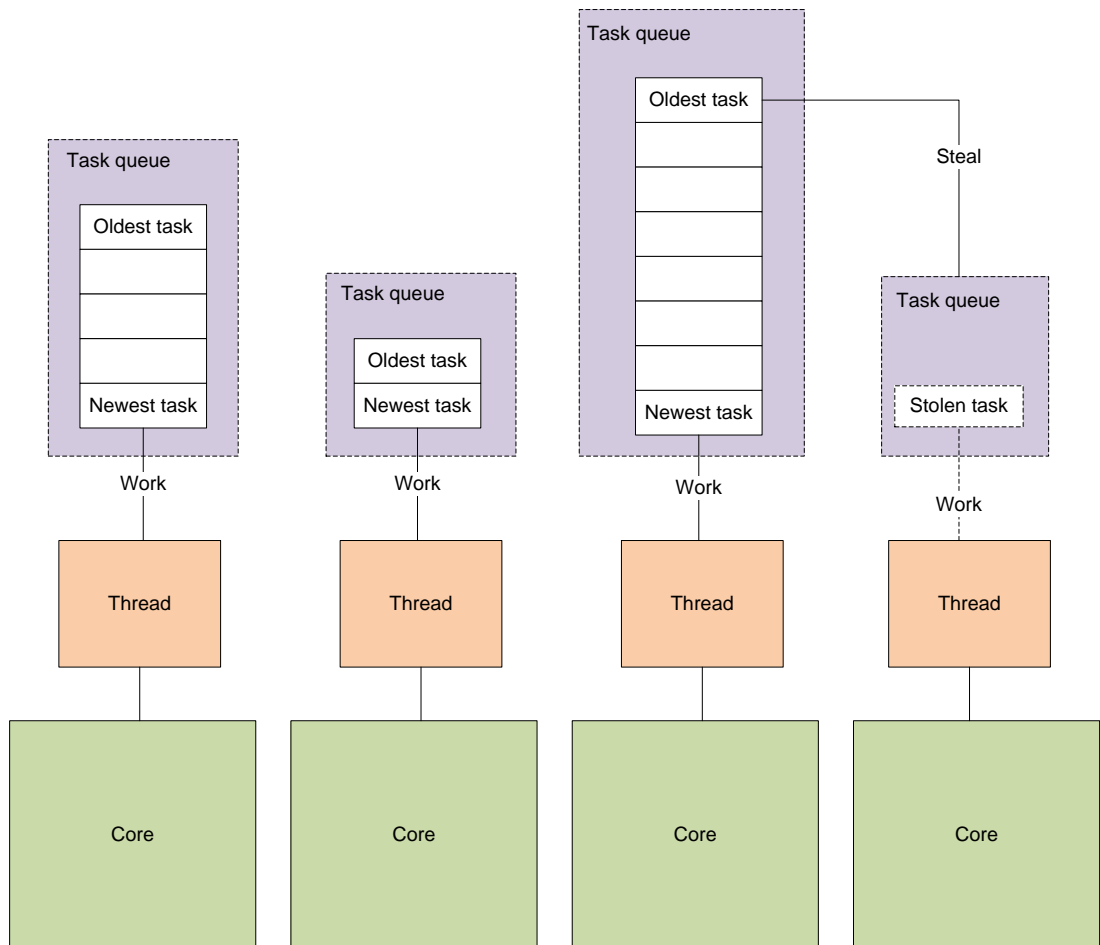 Task queue
Oldest task
Steal
Task queue
Oldest task
Task queue
Task queue
Oldest task
Newest task
Newest task
Newest task
Stolen task
Work
Work
Work
Work
Thread
Thread
Thread
Thread
Core
Core
Core
Core